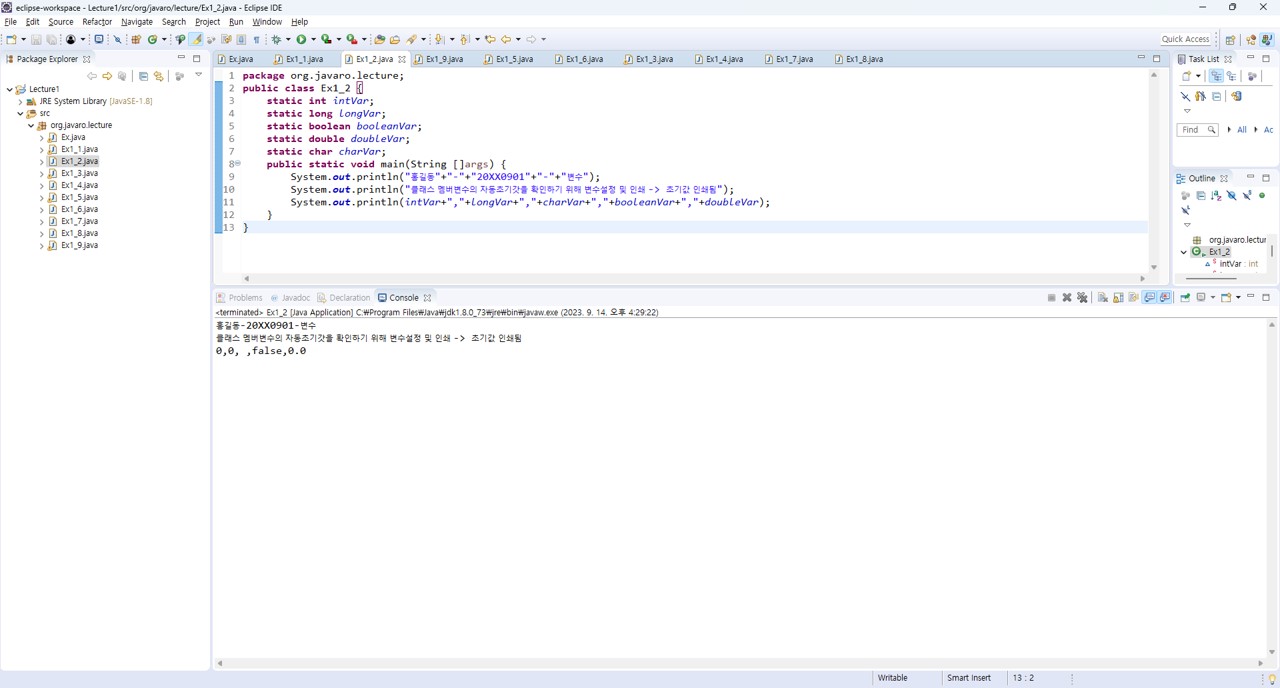 eclipse-workspace - Lecture1/src/org/javaro/lecture/Ex1_2.java - Eclipse IDE
File Edit Source Refactor Navigate Search Project Run Window Help
Quick Access
Package Explorer
Lecture1
JRE System Library [JavaSE-1.8]
src
org.javaro.lecture
Ex.java
Ex1_1.java
Ex1_2.java
Ex1_3.java
Ex1_4.java
Ex1_5.java
Ex1_6.java
Ex1_7.java
Ex1_8.java
Ex1_9.java
Ex.java Ex1_1.java Ex1_2.java Ex1_9.java Ex1_5.java Ex1_6.java Ex1_3.java Ex1_4.java Ex1_7.java Ex1_8.java
1 package org.javaro.lecture;
2 public class Ex1_2 {
3 static int intVar;
4 static long longVar;
5 static boolean booleanVar;
6 static double doubleVar;
7 static char charVar;
8 public static void main(String []args) {
9 System.out.println("홍길동"+"-"+"20XX0901"+"-"+"변수");
10 System.out.println("클래스 멤버변수의 자동초기값을 확인하기 위해 변수설정 및 인쇄 -> 초기값 인쇄됨");
11 System.out.println(intVar+","+longVar+","+charVar+","+booleanVar+","+doubleVar);
12 }
13 }
Problems Javadoc Declaration Console
<terminated> Ex1_2 [Java Application] C:₩Program Files₩Java₩jdk1.8.0_73₩jre₩bin₩javaw.exe (2023. 9. 14. 오후 4:29:22)
홍길동-20XX0901-변수
클래스 멤버변수의 자동초기값을 확인하기 위해 변수설정 및 인쇄 -> 초기값 인쇄됨
0,0, ,false,0.0
Task List
Find All Ac
Outline
org.javaro.lectur
Ex1_2
intVar : int
Writable Smart Insert 13 : 2